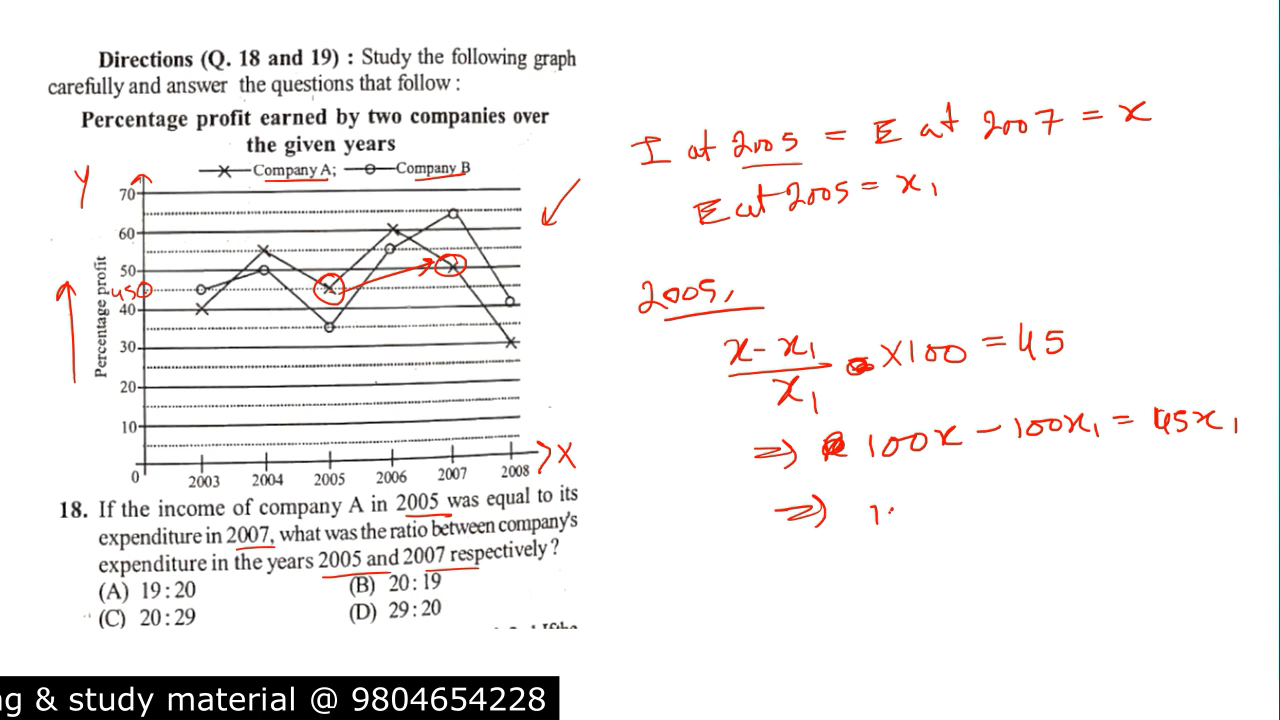 Directions (Q. 18 and 19) : Study the following graph
carefully and answer the questions that follow :
Percentage profit earned by two companies over
the given years
Company A; Company B
Y
70
60
50
45
40
30
20
10
0
Percentage profit
2003 2004 2005 2006 2007 2008
X
18. If the income of company A in 2005 was equal to its
expenditure in 2007, what was the ratio between company's
expenditure in the years 2005 and 2007 respectively ?
(A) 19 : 20 (B) 20 : 19
(C) 20 : 29 (D) 29 : 20
I at 2005 = E at 2007 = x
E at 2005 = x₁
2005,
x - x₁
x₁
× 100 = 45
⇒ 100x - 100x₁ = 45x₁
⇒ 1
g & study material @ 9804654228